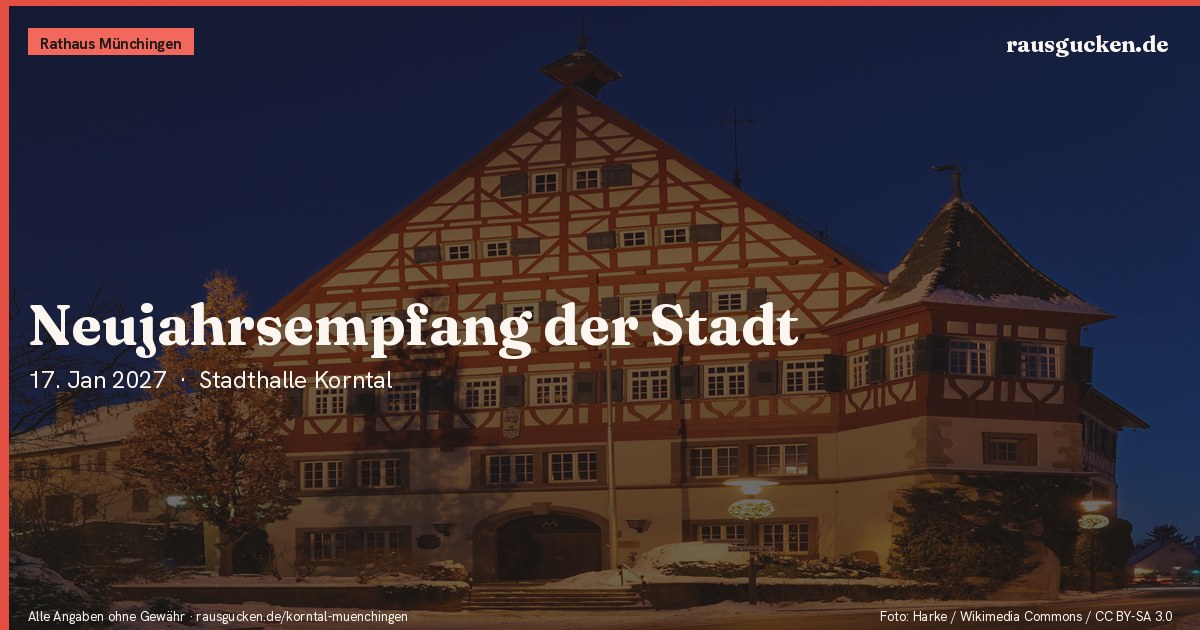 Rathaus Münchingen
rausgucken.de
Neujahrsempfang der Stadt
17. Jan 2027 · Stadthalle Korntal
Alle Angaben ohne Gewähr · rausgucken.de/korntal-muenchingen
Foto: Harke / Wikimedia Commons / CC BY-SA 3.0